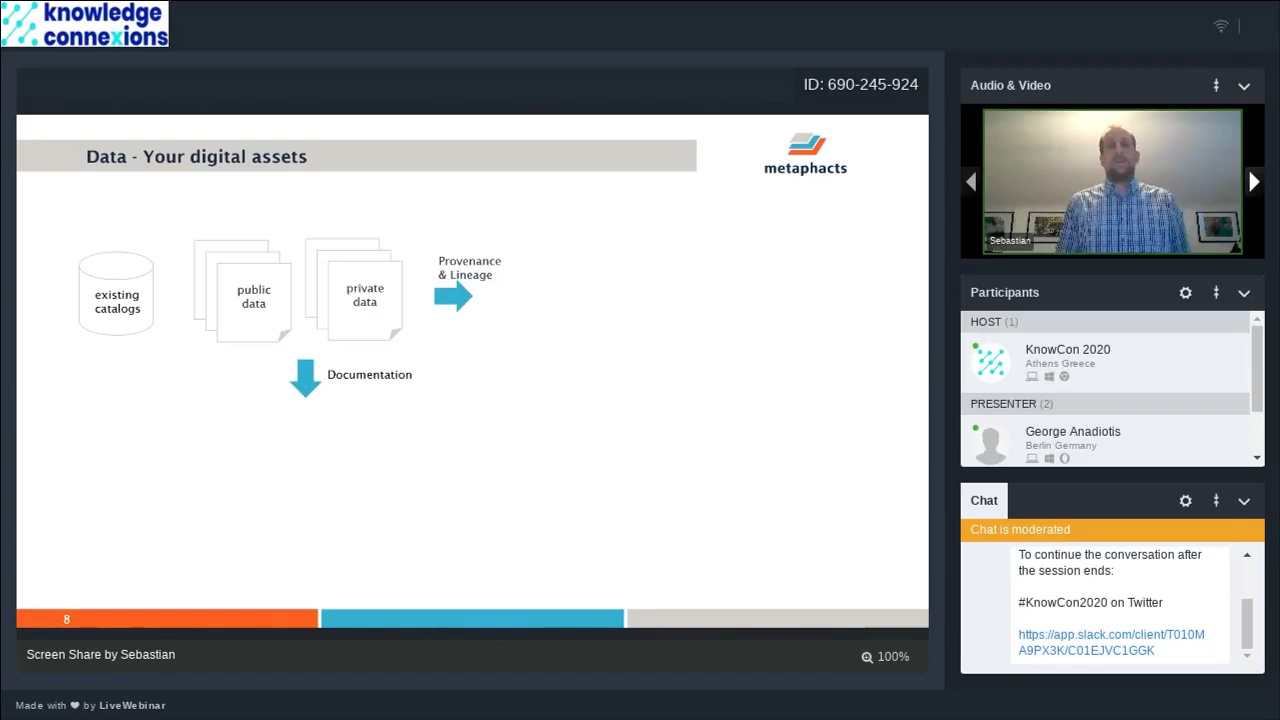 knowledge
connexions
ID: 690-245-924
Data - Your digital assets
metaphacts
existing
catalogs
public
data
private
data
Provenance
& Lineage
Documentation
8
Screen Share by Sebastian
100%
Made with ❤ by LiveWebinar
Audio & Video
Sebastian
Participants
HOST (1)
KnowCon 2020
Athens Greece
PRESENTER (2)
George Anadiotis
Berlin Germany
Chat
Chat is moderated
To continue the conversation after
the session ends:
#KnowCon2020 on Twitter
https://app.slack.com/client/T010M
A9PX3K/C01EJVC1GGK